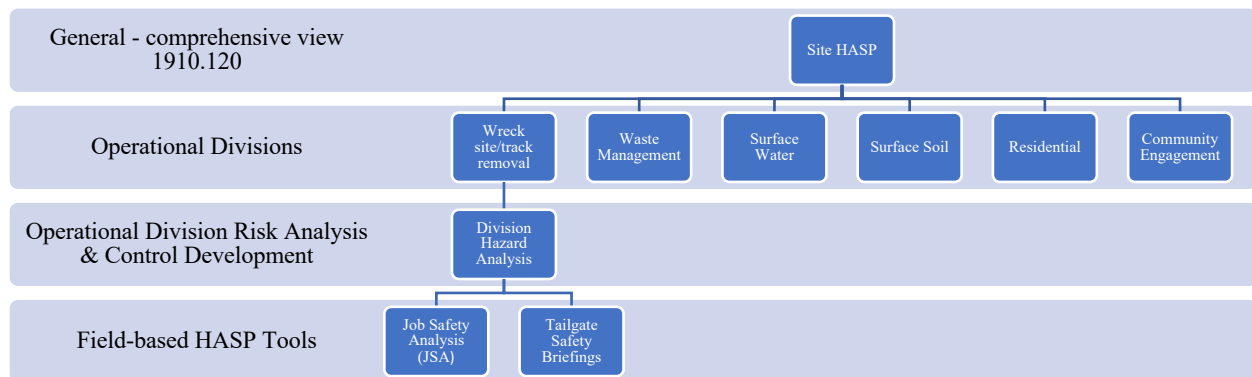 General - comprehensive view
1910.120
Site HASP
Operational Divisions
Wreck
site/track
removal
Waste
Management
Surface
Water
Surface Soil
Residential
Community
Engagement
Operational Division Risk Analysis
& Control Development
Division
Hazard
Analysis
Field-based HASP Tools
Job Safety
Analysis
(JSA)
Tailgate
Safety
Briefings